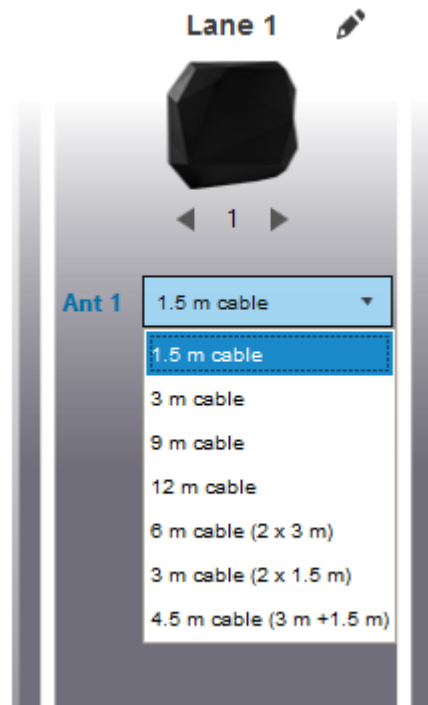 Lane 1
1
Ant 1 1.5 m cable
1.5 m cable
3 m cable
9 m cable
12 m cable
6 m cable (2 x 3 m)
3 m cable (2 x 1.5 m)
4.5 m cable (3 m +1.5 m)